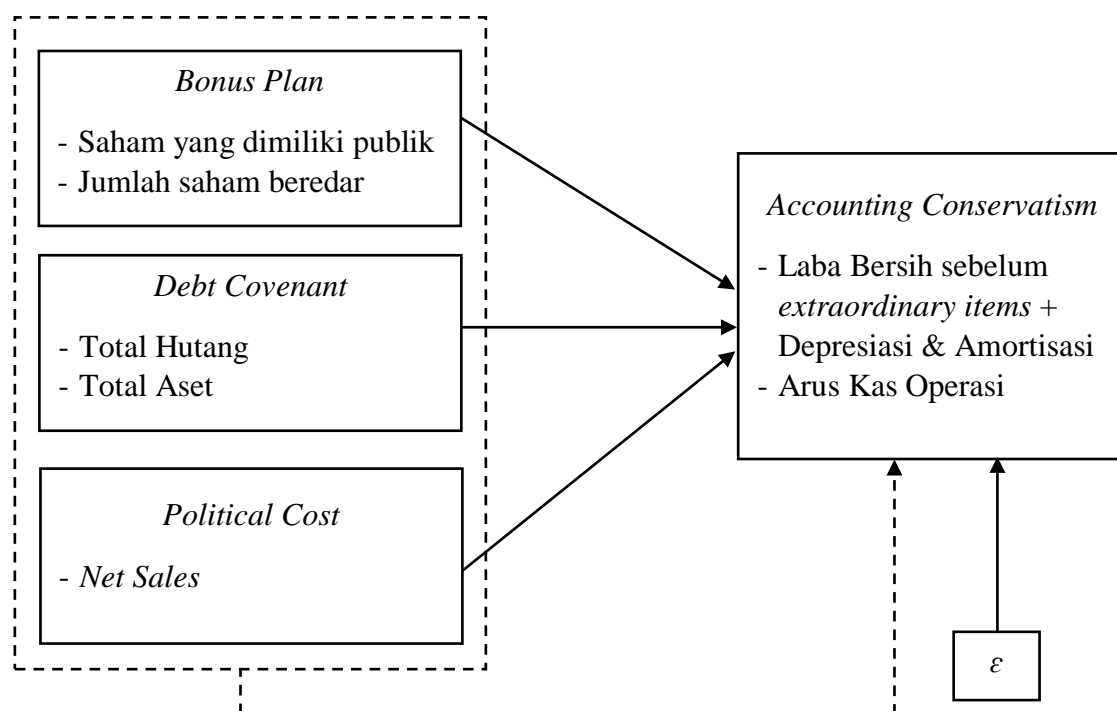 Bonus Plan
- Saham yang dimiliki publik
- Jumlah saham beredar
Debt Covenant
- Total Hutang
- Total Aset
Political Cost
- Net Sales
Accounting Conservatism
- Laba Bersih sebelum
extraordinary items +
Depresiasi & Amortisasi
- Arus Kas Operasi
ε